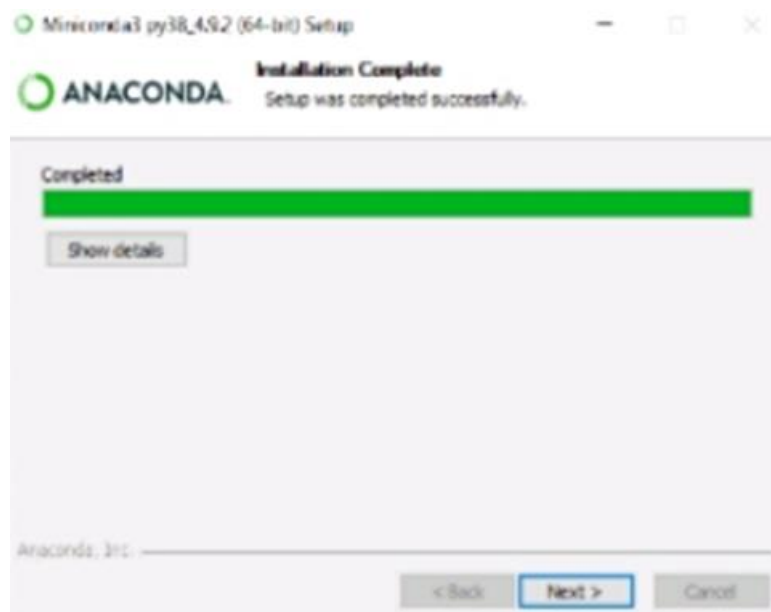 Miniconda3 py38_4.9.2 (64-bit) Setup
ANACONDA.
Installation Complete
Setup was completed successfully.
Completed
Show details
Anaconda, Inc.
< Back
Next >
Cancel